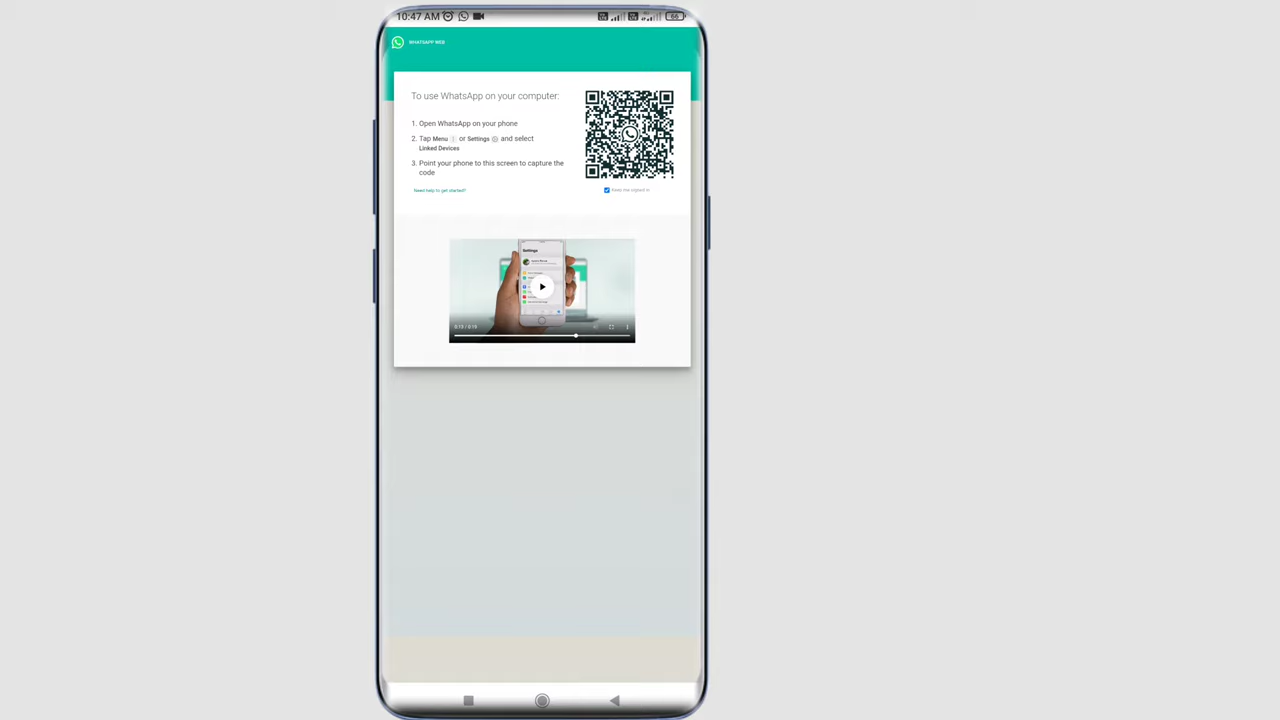 10:47 AM
66
WHATSAPP WEB
To use WhatsApp on your computer:
1. Open WhatsApp on your phone
2. Tap Menu or Settings and select
Linked Devices
3. Point your phone to this screen to capture the
code
Need help to get started?
Keep me signed in
Settings